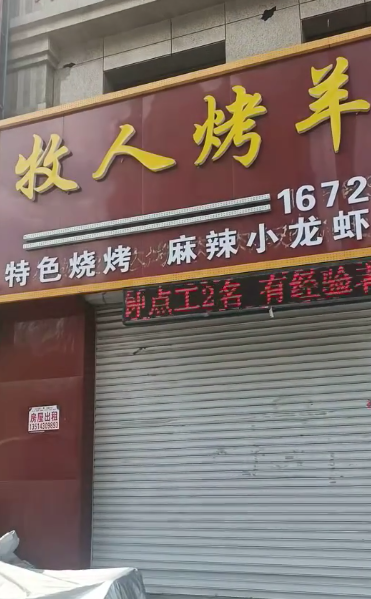 牧人烤羊
1672
特色烧烤 麻辣小龙虾
钟点工2名 有经验者
房屋出租